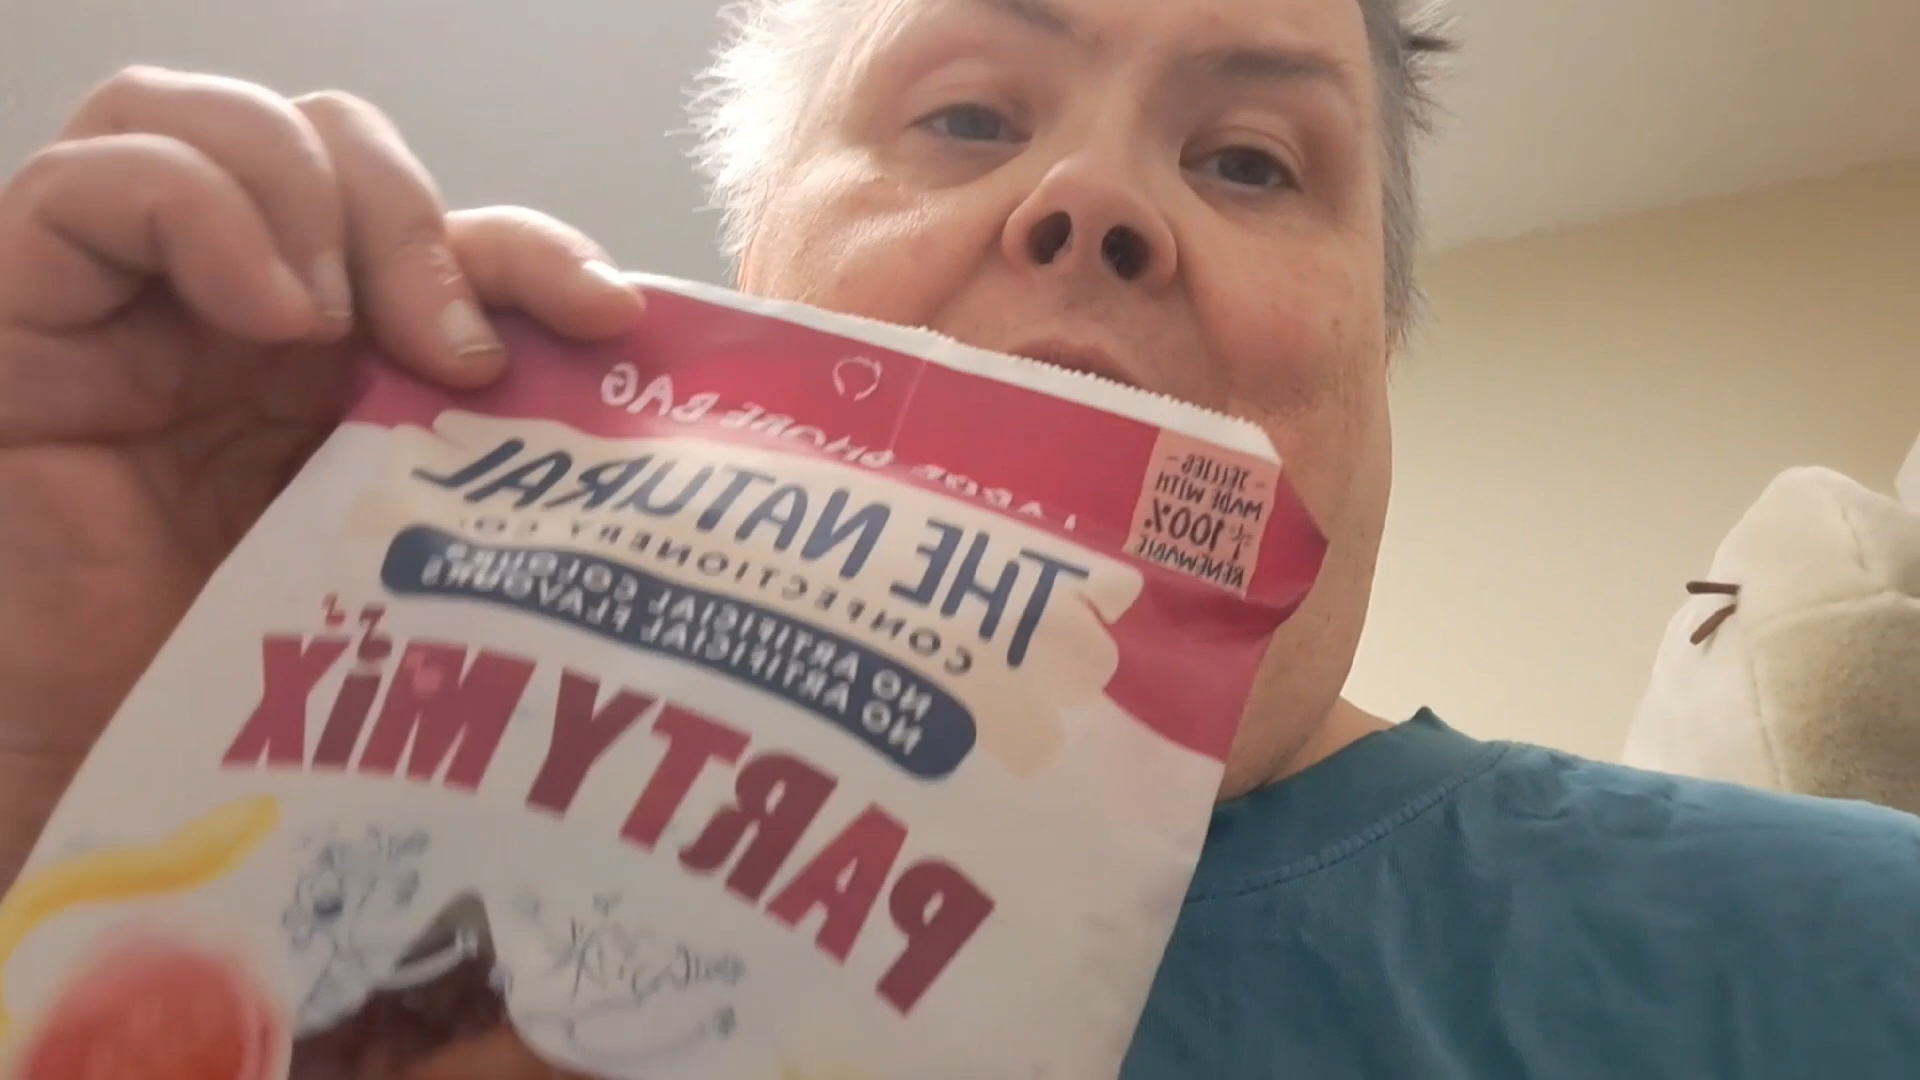 LARGE SHARE BAG
THE NATURAL
CONFECTIONERY CO.
NO ARTIFICIAL COLOURS
NO ARTIFICIAL FLAVOURS
PARTY MIX
z z z
- JELLIES -
MADE WITH
100%
RENEWABLE